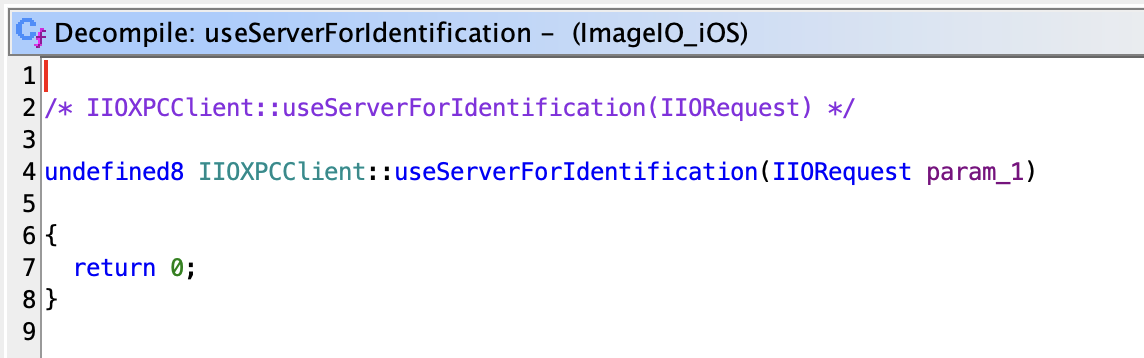 Decompile: useServerForIdentification – (ImageIO_iOS)
1
2 /* IIOXPCClient::useServerForIdentification(IIORequest) */
3
4 undefined8 IIOXPCClient::useServerForIdentification(IIORequest param_1)
5
6 {
7   return 0;
8 }
9